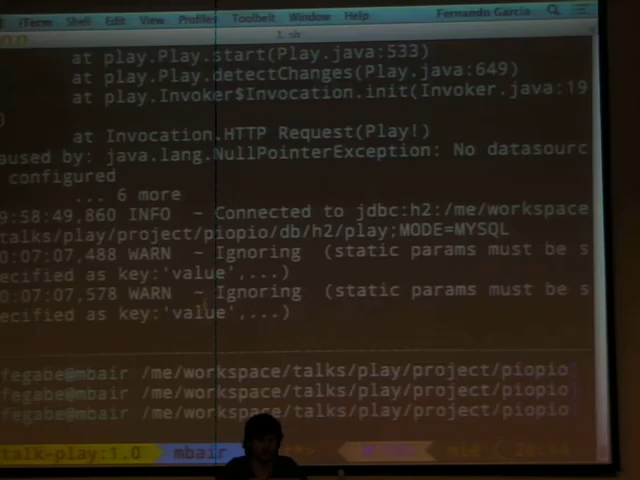 iTerm Shell Edit View Profiles Toolbelt Window Help Fernando Garcia
1. sh
at play.Play.start(Play.java:533)
at play.Play.detectChanges(Play.java:649)
at play.Invoker$Invocation.init(Invoker.java:19
)
at Invocation.HTTP Request(Play!)
aused by: java.lang.NullPointerException: No datasourc
configured
... 6 more
9:58:49,860 INFO ~ Connected to jdbc:h2:/me/workspace
talks/play/project/piopio/db/h2/play;MODE=MYSQL
0:07:07,488 WARN ~ Ignoring (static params must be s
ecified as key:'value',...)
0:07:07,578 WARN ~ Ignoring (static params must be s
ecified as key:'value',...)
fegabe@mbair /me/workspace/talks/play/project/piopio
fegabe@mbair /me/workspace/talks/play/project/piopio
fegabe@mbair /me/workspace/talks/play/project/piopio
talk-play:1.0 mbair